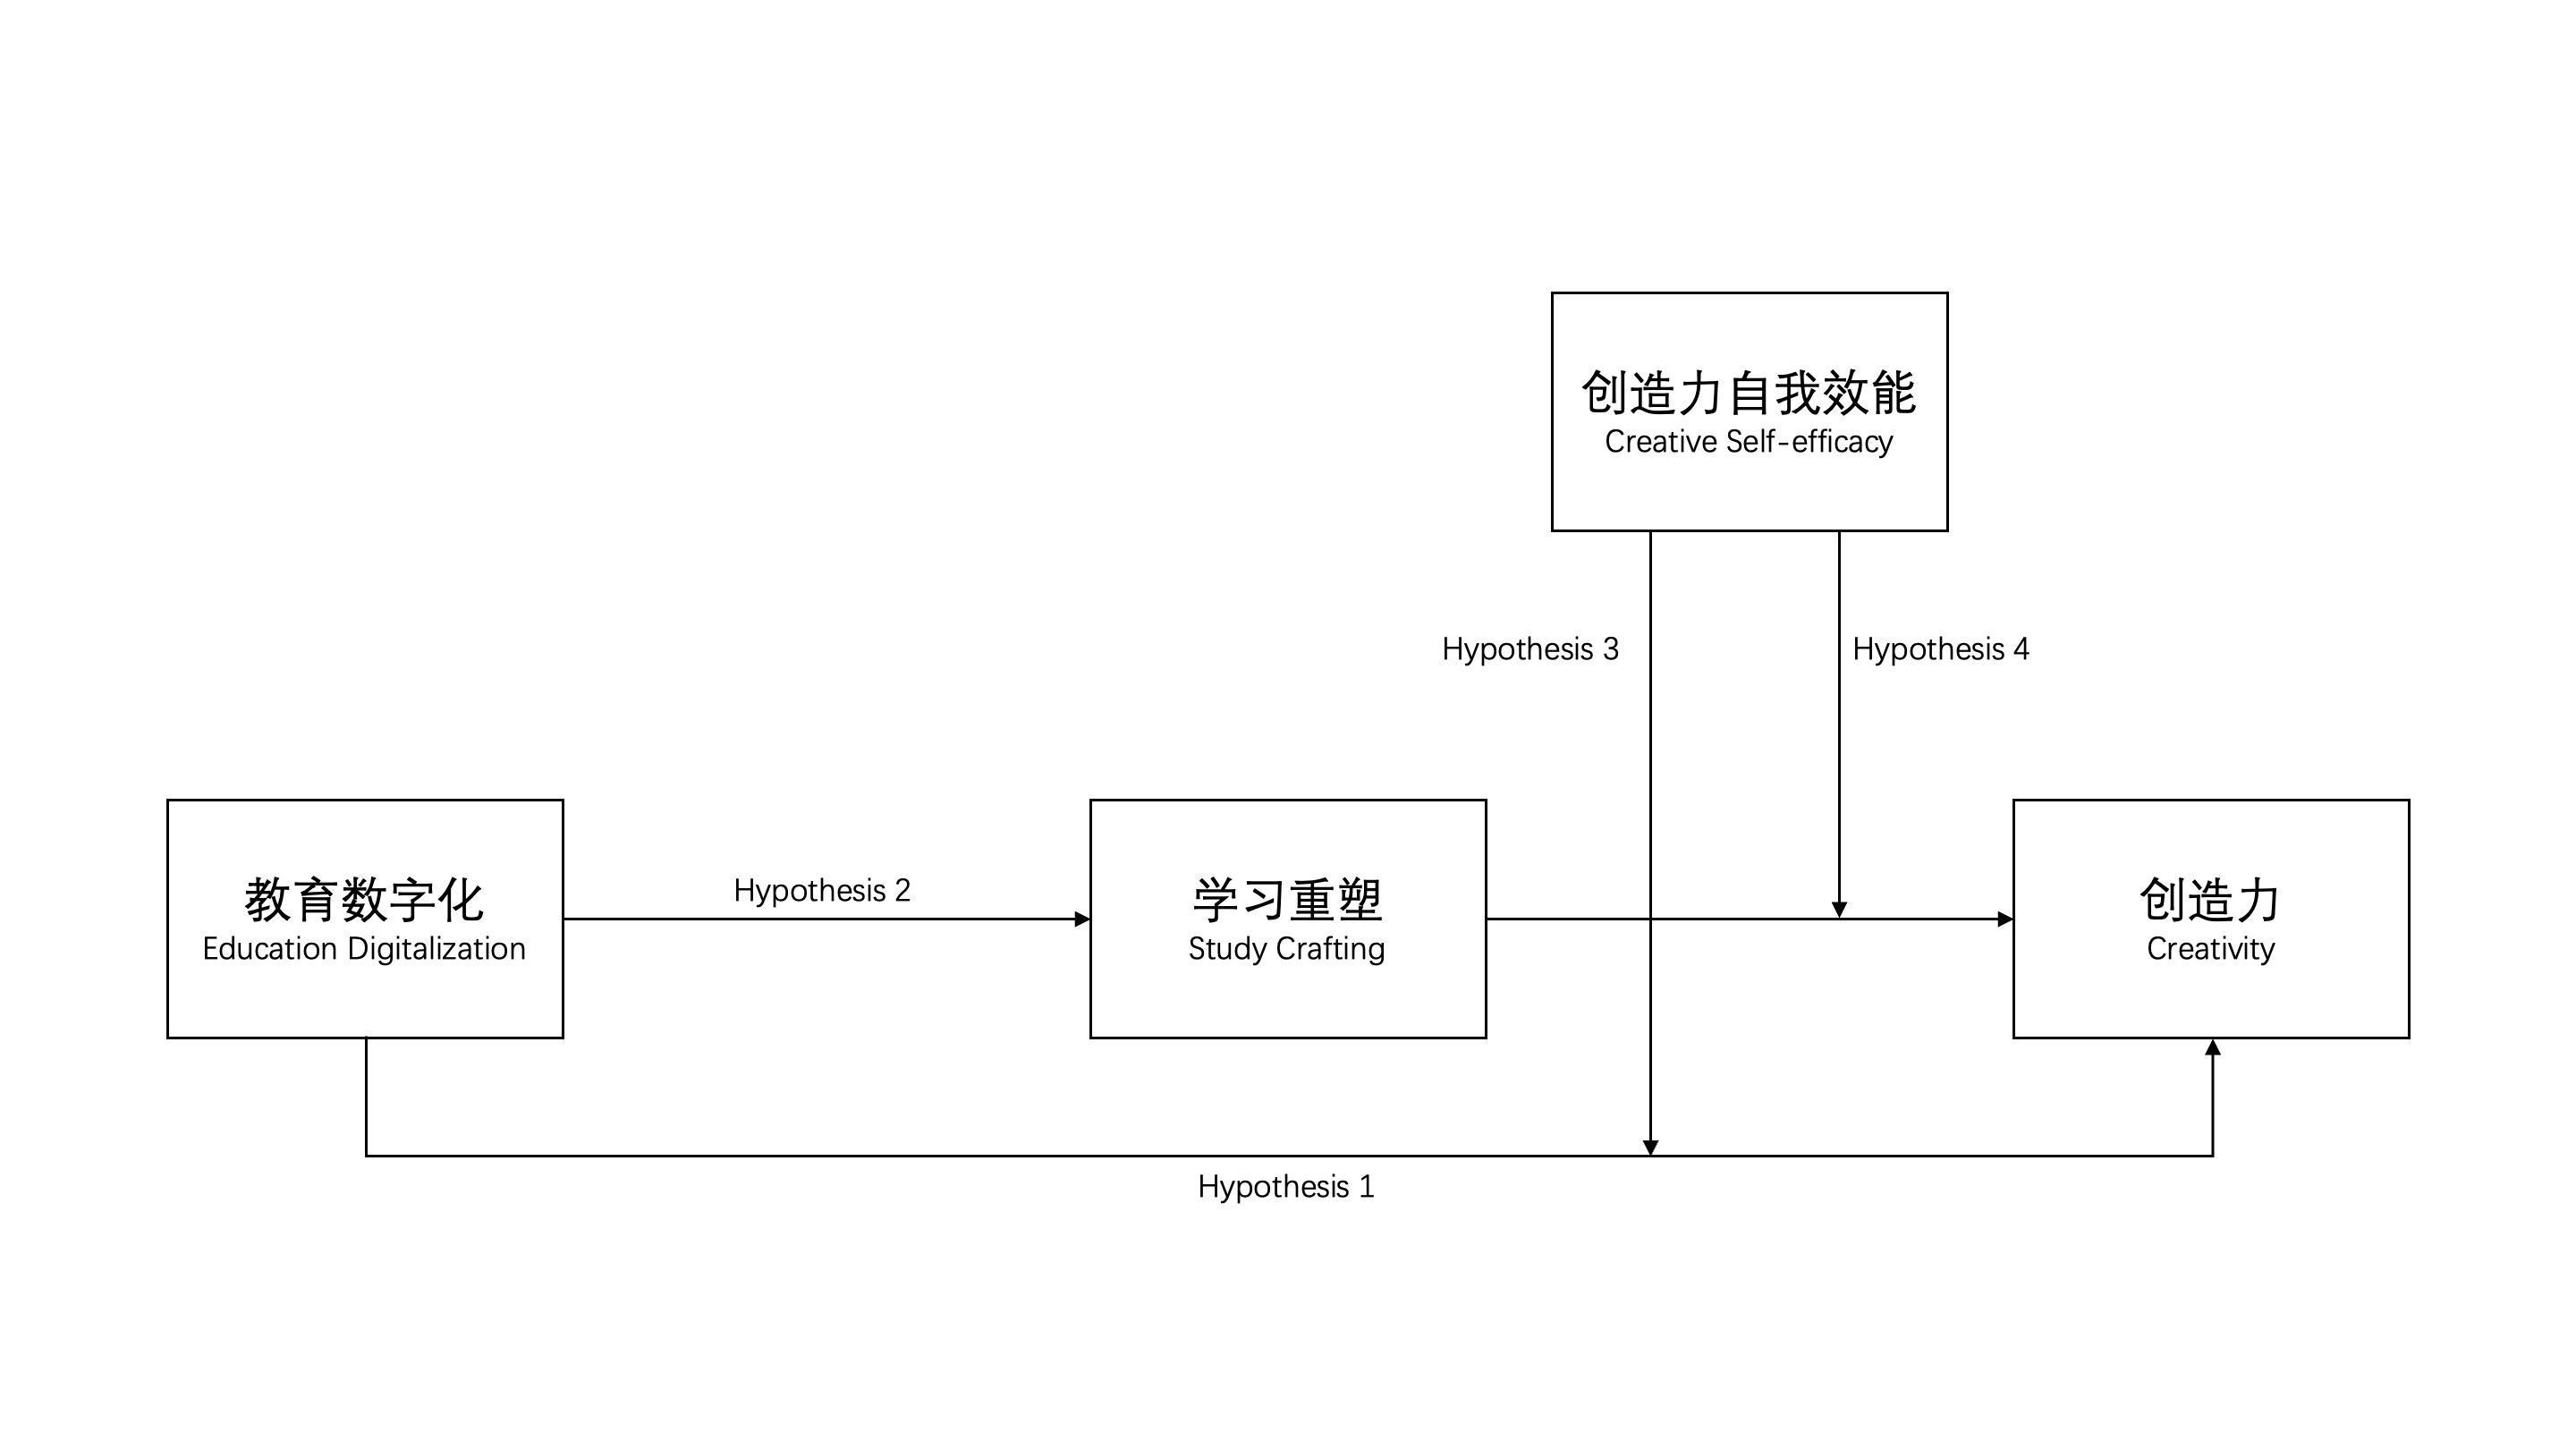 创造力自我效能
Creative Self-efficacy
Hypothesis 3
Hypothesis 4
教育数字化
Education Digitalization
Hypothesis 2
学习重塑
Study Crafting
创造力
Creativity
Hypothesis 1